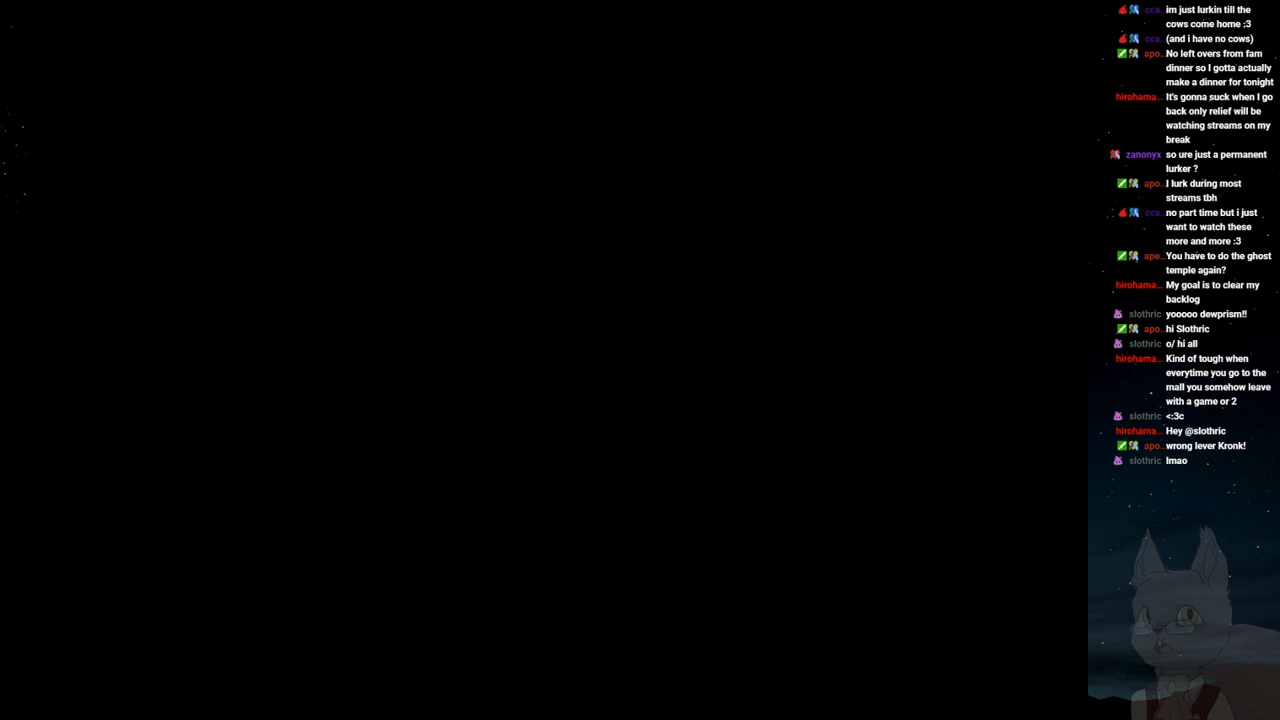 cca.. im just lurkin till the
cows come home :3
cca.. (and i have no cows)
apo.. No left overs from fam
dinner so I gotta actually
make a dinner for tonight
hirohama... It's gonna suck when I go
back only relief will be
watching streams on my
break
zanonyx so ure just a permanent
lurker ?
apo.. I lurk during most
streams tbh
cca.. no part time but i just
want to watch these
more and more :3
apo.. You have to do the ghost
temple again?
hirohama... My goal is to clear my
backlog
slothric yooooo dewprism!!
apo.. hi Slothric
slothric o/ hi all
hirohama... Kind of tough when
everytime you go to the
mall you somehow leave
with a game or 2
slothric <:3c
hirohama... Hey @slothric
apo.. wrong lever Kronk!
slothric lmao